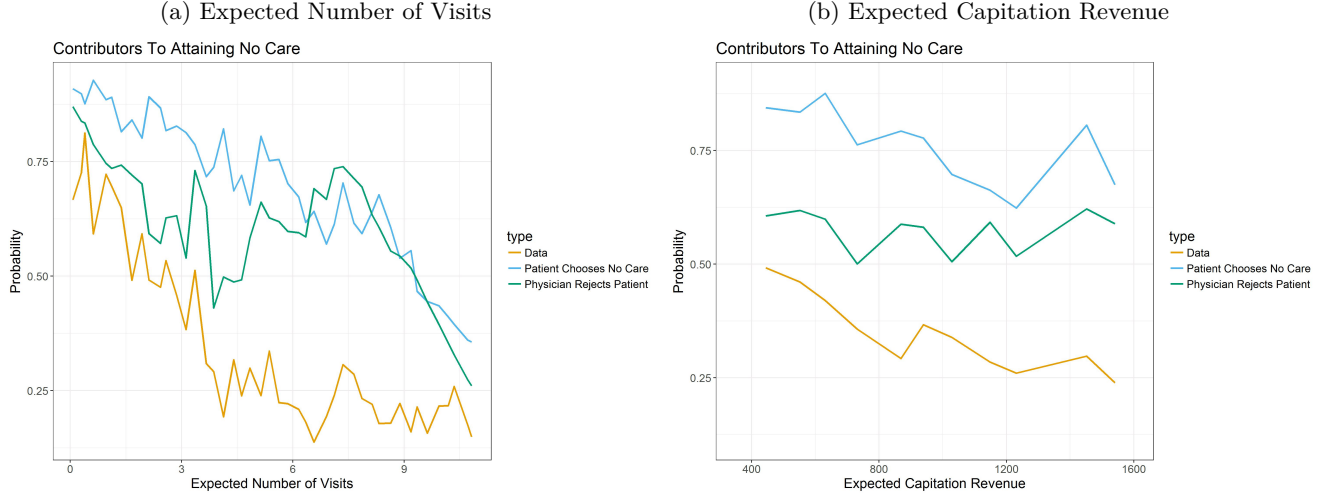 (a) Expected Number of Visits
Contributors To Attaining No Care
Probability
0.75
0.50
0.25
0
3
6
9
Expected Number of Visits
type
Data
Patient Chooses No Care
Physician Rejects Patient
(b) Expected Capitation Revenue
Contributors To Attaining No Care
Probability
0.75
0.50
0.25
400
800
1200
1600
Expected Capitation Revenue
type
Data
Patient Chooses No Care
Physician Rejects Patient